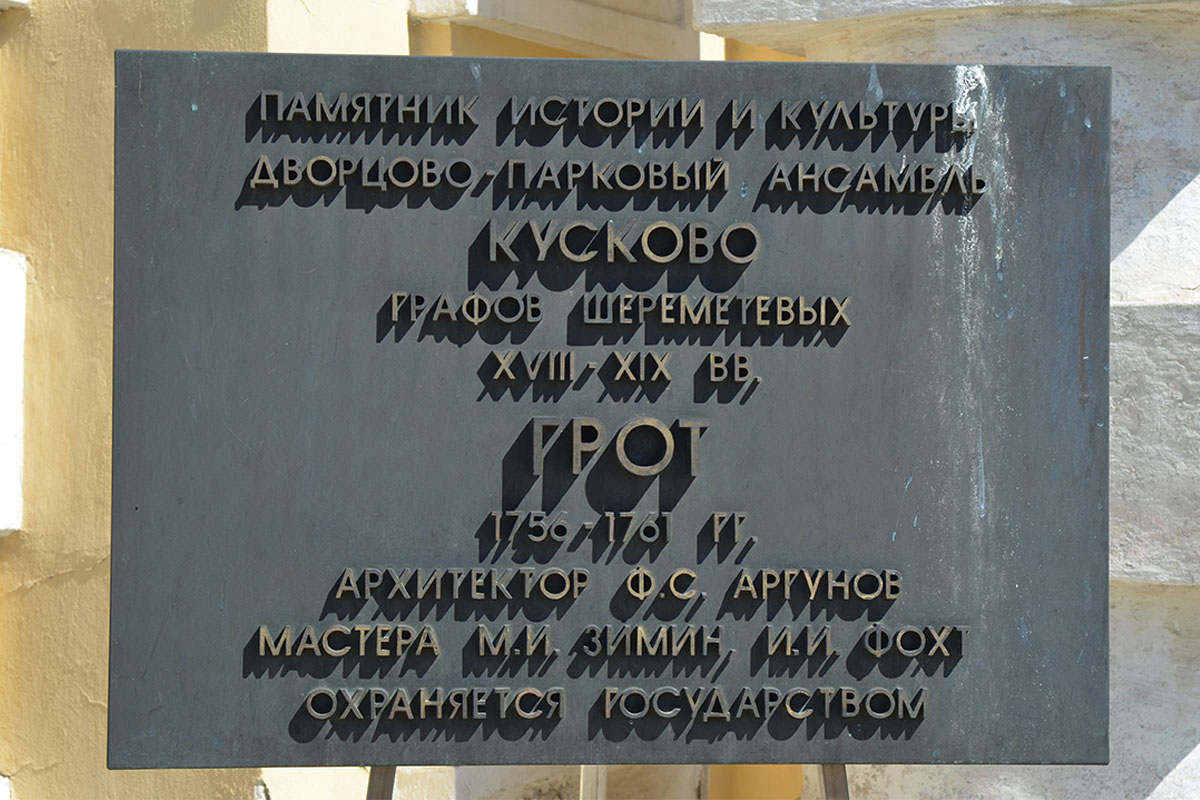 ПАМЯТНИК ИСТОРИИ И КУЛЬТУРЫ
ДВОРЦОВО-ПАРКОВЫЙ АНСАМБЛЬ
КУСКОВО
ГРАФОВ ШЕРЕМЕТЕВЫХ
XVIII-XIX ВВ.
ГРОТ
1756-1761 ГГ.
АРХИТЕКТОР Ф.С. АРГУНОВ
МАСТЕРА М.И. ЗИМИН, И.И. ФОХТ
ОХРАНЯЕТСЯ ГОСУДАРСТВОМ